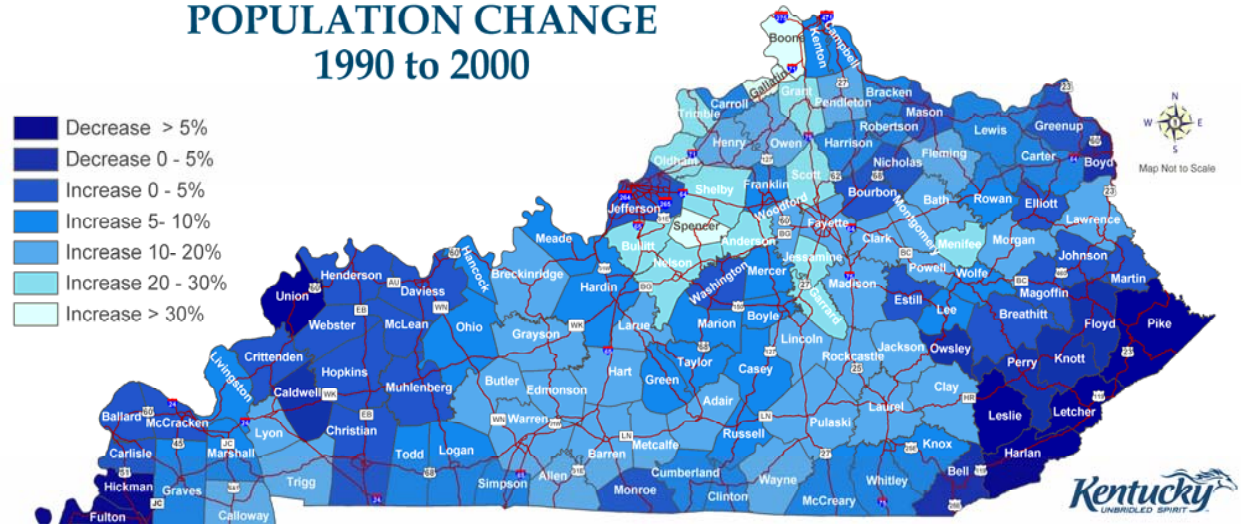 POPULATION CHANGE
1990 to 2000
Decrease > 5%
Decrease 0 - 5%
Increase 0 - 5%
Increase 5- 10%
Increase 10- 20%
Increase 20 - 30%
Increase > 30%
N
W E
S
Map Not to Scale
Boone
Kenton
Campbell
Gallatin
Grant
Pendleton
Bracken
Mason
Trimble
Carroll
Owen
Robertson
Lewis
Greenup
Henry
Harrison
Fleming
Carter
Boyd
Oldham
Nicholas
Shelby
Franklin
Scott
Bourbon
Bath
Rowan
Elliott
Lawrence
Jefferson
Woodford
Fayette
Montgomery
Spencer
Anderson
Clark
Menifee
Morgan
Meade
Bullitt
Jessamine
Powell
Wolfe
Johnson
Nelson
Washington
Mercer
Madison
Magoffin
Martin
Hancock
Breckinridge
Hardin
Garrard
Estill
Lee
Breathitt
Floyd
Pike
Henderson
Union
Daviess
Webster
McLean
Ohio
Grayson
Larue
Marion
Boyle
Lincoln
Rockcastle
Jackson
Owsley
Perry
Knott
Crittenden
Livingston
Hopkins
Caldwell
Muhlenberg
Butler
Edmonson
Hart
Green
Taylor
Casey
Adair
Laurel
Clay
Leslie
Letcher
Ballard
McCracken
Lyon
Christian
Warren
Metcalfe
Russell
Pulaski
Knox
Harlan
Carlisle
Marshall
Todd
Logan
Simpson
Allen
Barren
Cumberland
Wayne
Whitley
Bell
Hickman
Graves
Trigg
Monroe
Clinton
McCreary
Fulton
Calloway
Kentucky
UNBRIDLED SPIRIT